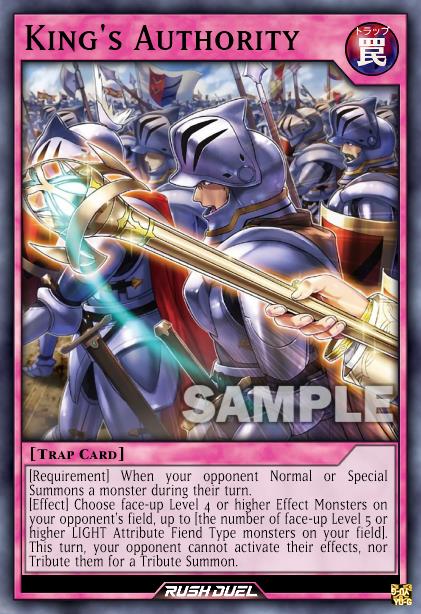 King's Authority
トラップ
罠
SAMPLE
[Trap Card]
[Requirement] When your opponent Normal or Special
Summons a monster during their turn.
[Effect] Choose face-up Level 4 or higher Effect Monsters on
your opponent's field, up to [the number of face-up Level 5 or
higher LIGHT Attribute Fiend Type monsters on your field].
This turn, your opponent cannot activate their effects, nor
Tribute them for a Tribute Summon.
RUSH DUEL